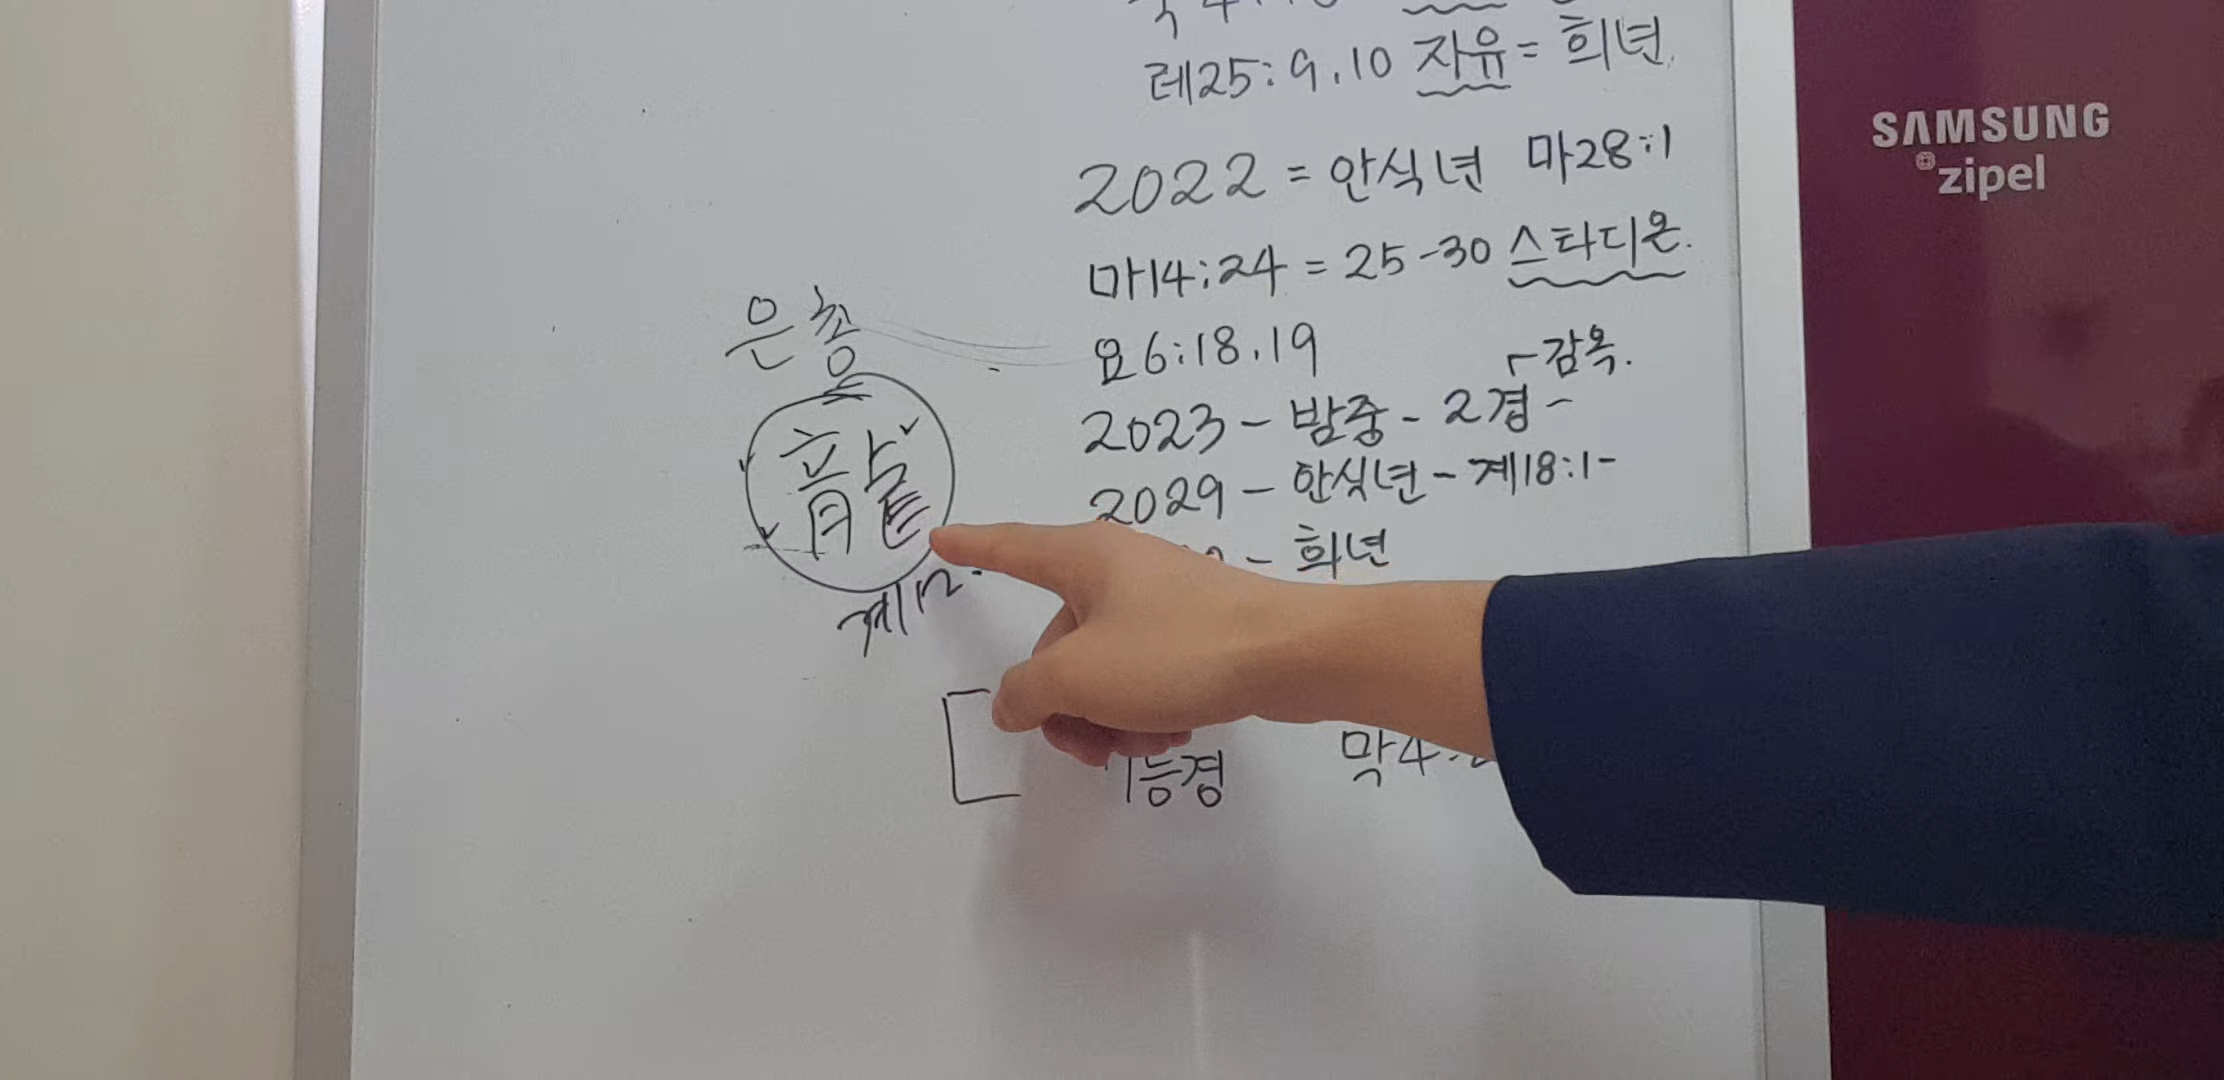 레25:9.10 자유= 희년.
2022 = 안식년 마28:1
마14:24 = 25-30 스타디온.
요6:18.19
감옥.
2023 - 밤중 - 2경 -
2029 - 안식년 - 계18:1-
- 희년
은총
龍
계12.
능경
막4
SAMSUNG
zipel